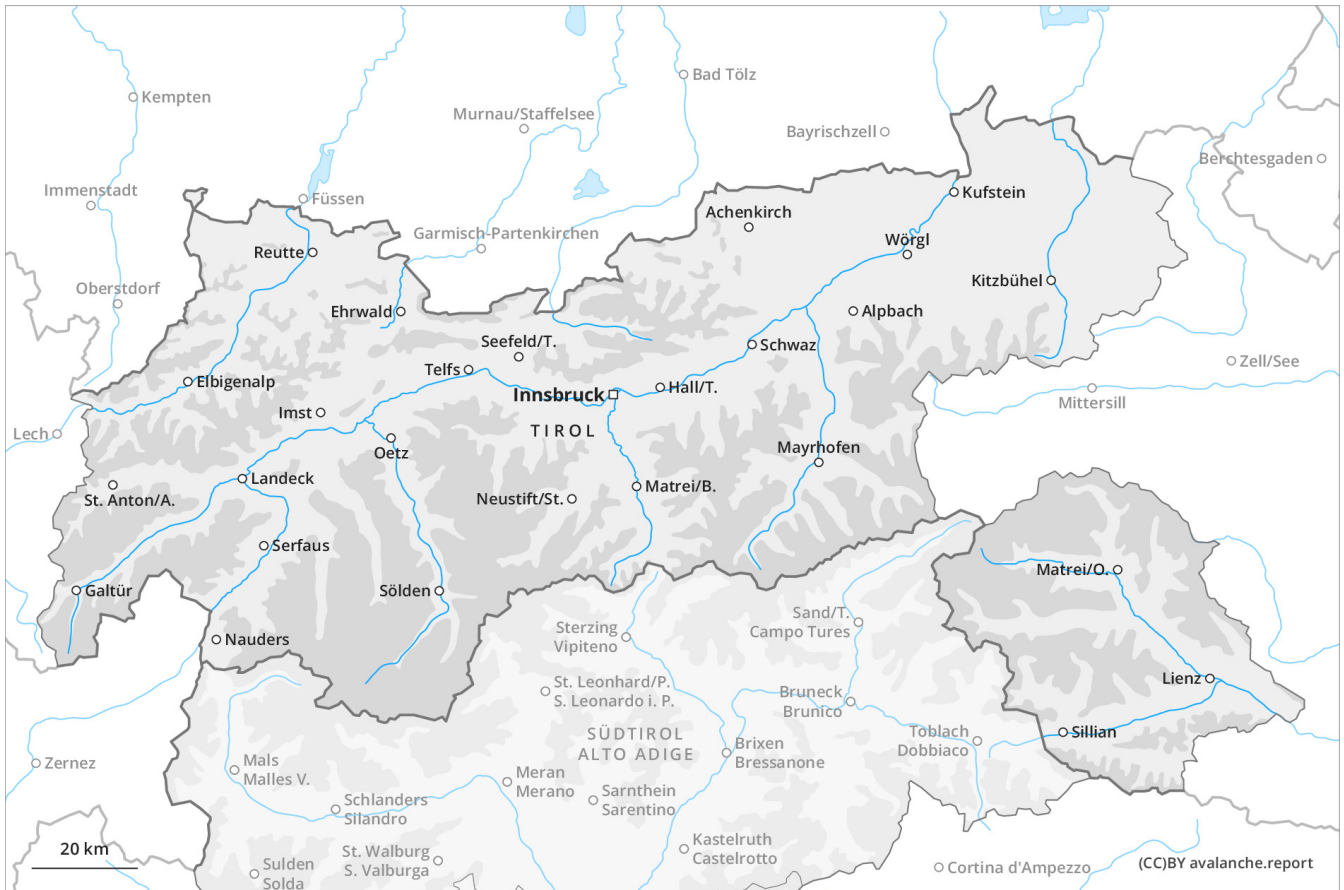 Kempten
Bad Tölz
Murnau/Staffelsee
Bayrischzell
Berchtesgaden
Immenstadt
Füssen
Kufstein
Achenkirch
Garmisch-Partenkirchen
Wörgl
Reutte
Kitzbühel
Oberstdorf
Ehrwald
Alpbach
Seefeld/T.
Schwaz
Zell/See
Telfs
Elbigenalp
Hall/T.
Innsbruck
Mittersill
Imst
TIROL
Lech
Oetz
Mayrhofen
Landeck
Matrei/B.
St. Anton/A.
Neustift/St.
Serfaus
Matrei/O.
Galtür
Sölden
Sand/T.
Campo Tures
Sterzing
Vipiteno
Nauders
Lienz
St. Leonhard/P.
S. Leonardo i. P.
Bruneck
Brunico
SÜDTIROL
ALTO ADIGE
Toblach
Dobbiaco
Sillian
Brixen
Bressanone
Zernez
Mals
Malles V.
Meran
Merano
Sarnthein
Sarentino
Schlanders
Silandro
Kastelruth
Castelrotto
20 km
St. Walburg
S. Valburga
Sulden
Solda
Cortina d'Ampezzo
(CC)BY avalanche.report